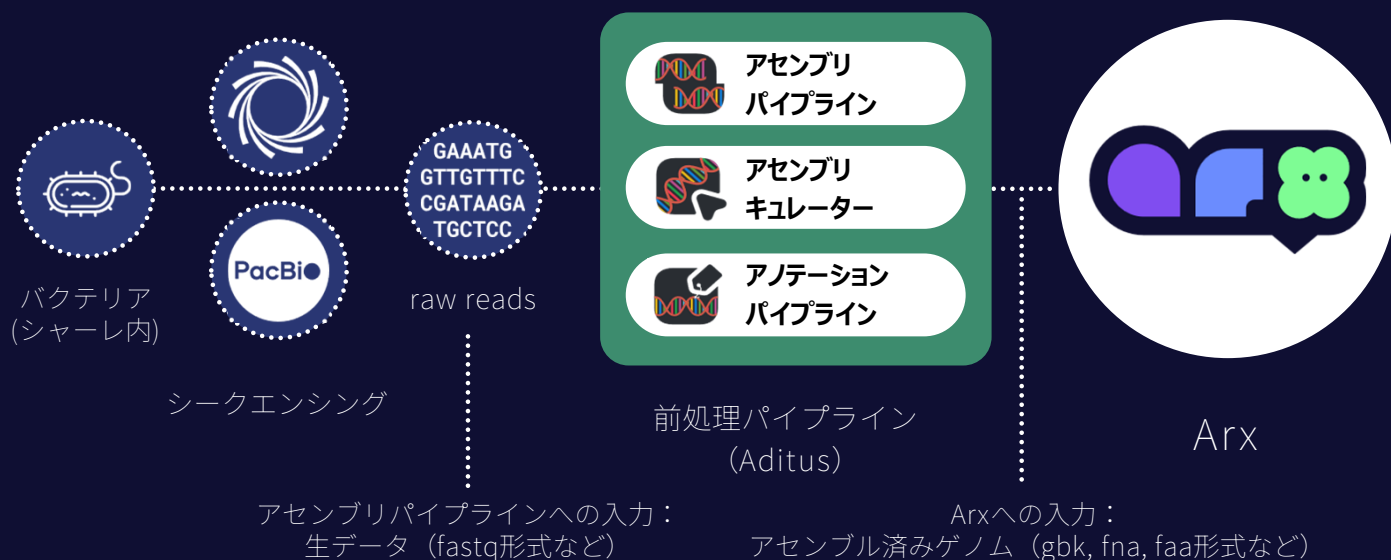 バクテリア
(シャーレ内)
PacBio
シークエンシング
GAAATG
GTTGTTTC
CGATAAGA
TGCTCC
raw reads
アセンブリ
パイプライン
アセンブリ
キュレーター
アノテーション
パイプライン
前処理パイプライン
（Aditus）
arx
Arx
アセンブリパイプラインへの入力：
生データ（fastq形式など）
Arxへの入力：
アセンブル済みゲノム（gbk, fna, faa形式など）